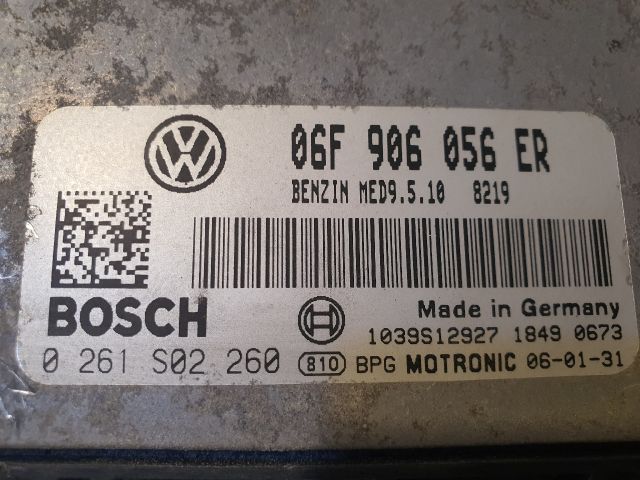 06F 906 056 ER
BENZIN MED9.5.10 8219
BOSCH
Made in Germany
1039S12927 1849 0673
0 261 S02 260 810 BPG MOTRONIC 06-01-31